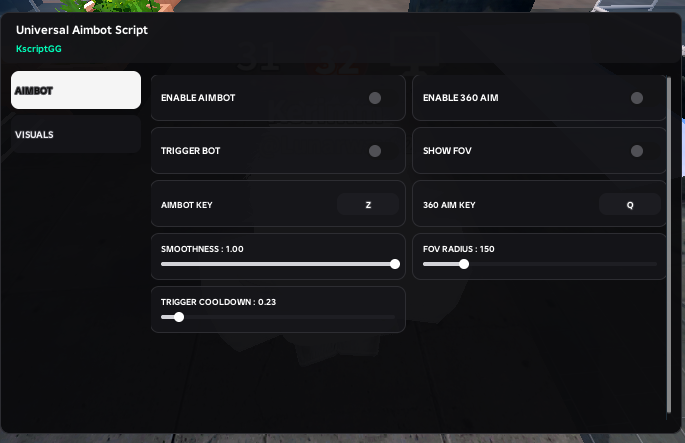 Universal Aimbot Script
KscriptGG
AIMBOT
VISUALS
ENABLE AIMBOT
ENABLE 360 AIM
TRIGGER BOT
SHOW FOV
AIMBOT KEY
Z
360 AIM KEY
Q
SMOOTHNESS : 1.00
FOV RADIUS : 150
TRIGGER COOLDOWN : 0.23